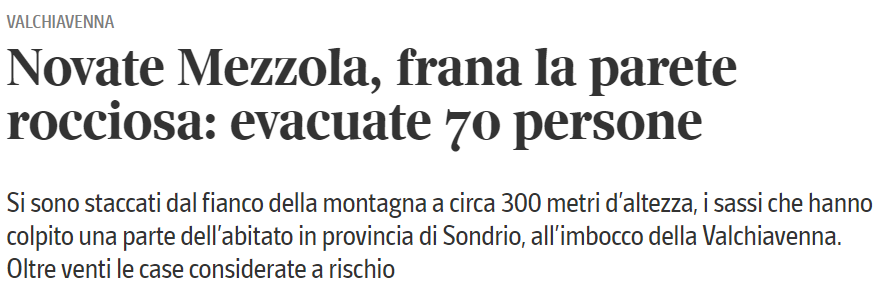 VALCHIAVENNA
Novate Mezzola, frana la parete
rocciosa: evacuate 70 persone
Si sono staccati dal fianco della montagna a circa 300 metri d’altezza, i sassi che hanno
colpito una parte dell’abitato in provincia di Sondrio, all’imbocco della Valchiavenna.
Oltre venti le case considerate a rischio